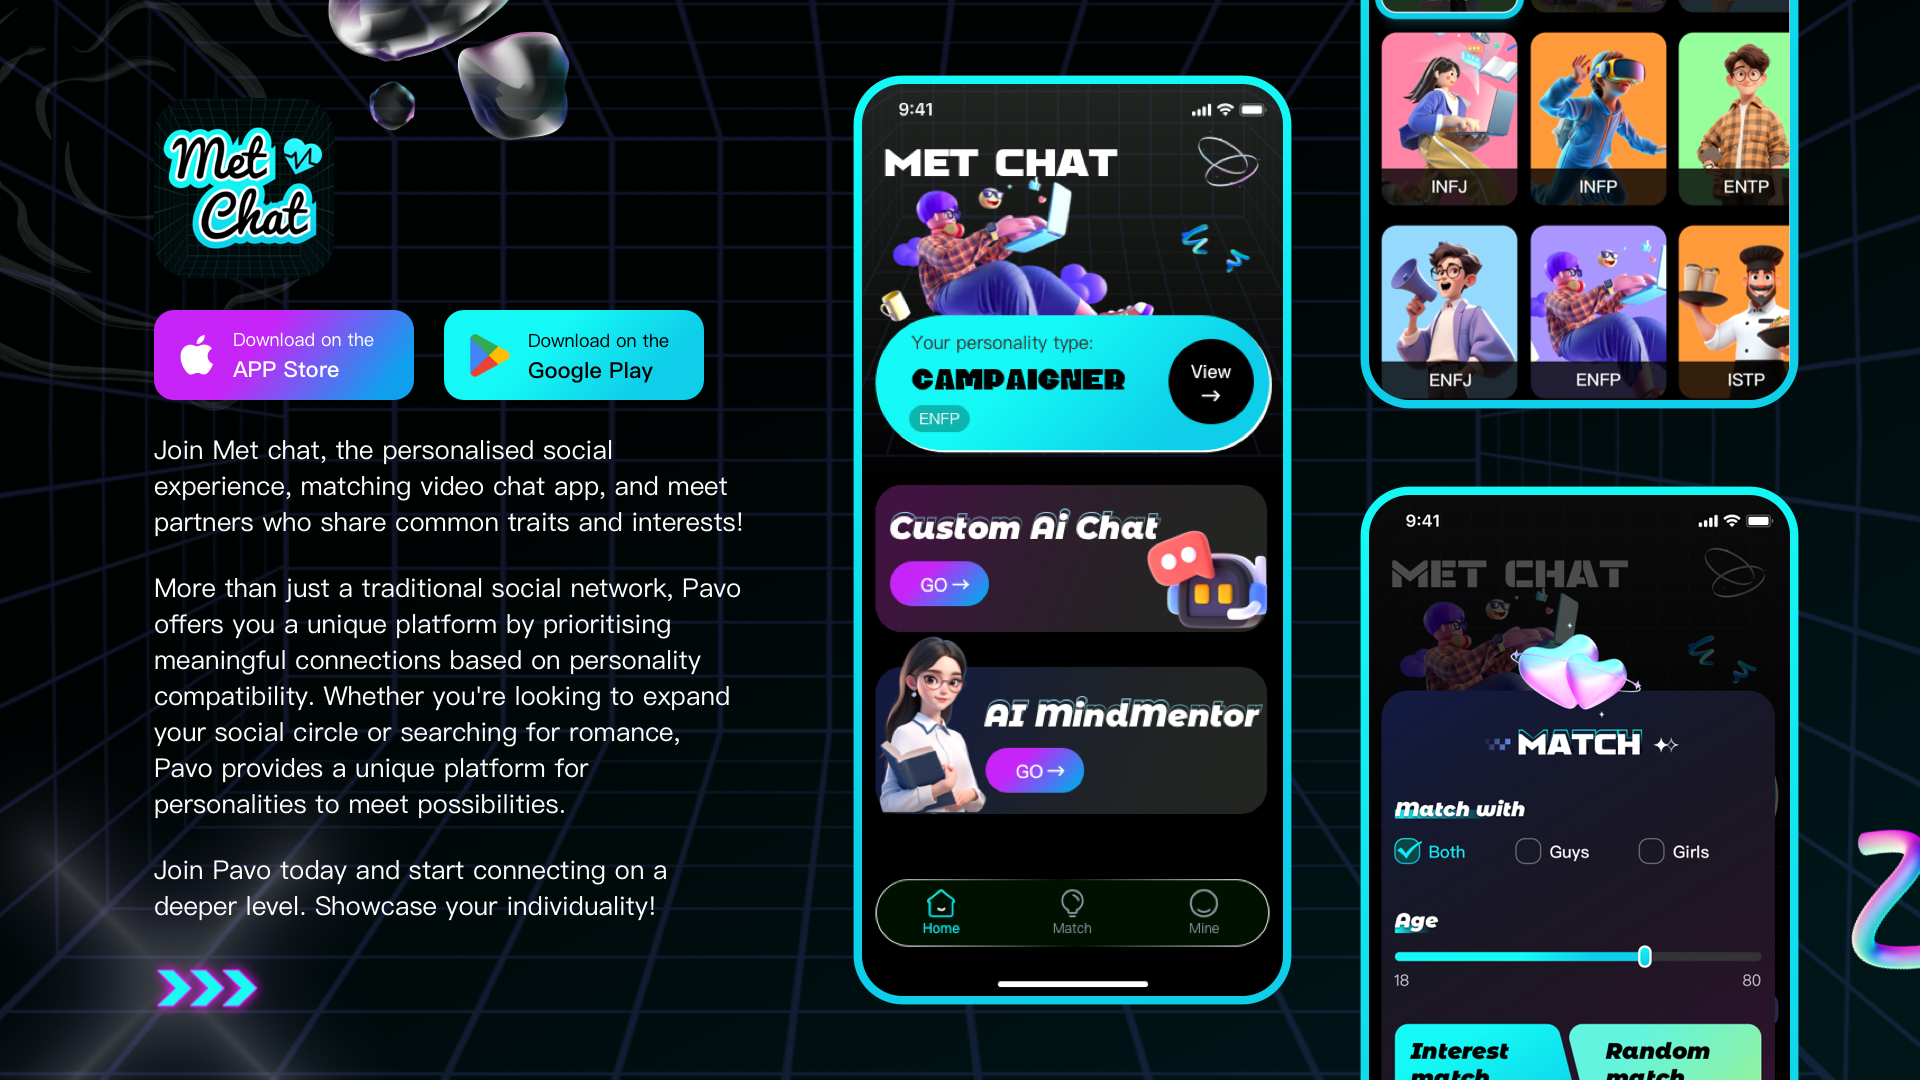 Met
Chat
Download on the
APP Store
Download on the
Google Play
Join Met chat, the personalised social
experience, matching video chat app, and meet
partners who share common traits and interests!
More than just a traditional social network, Pavo
offers you a unique platform by prioritising
meaningful connections based on personality
compatibility. Whether you're looking to expand
your social circle or searching for romance,
Pavo provides a unique platform for
personalities to meet possibilities.
Join Pavo today and start connecting on a
deeper level. Showcase your individuality!
9:41
MET CHAT
Your personality type:
CAMPAIGNER
ENFP
View
→
Custom Ai Chat
GO→
AI MindMentor
GO→
Home
Match
Mine
INFJ
INFP
ENTP
ENFJ
ENFP
ISTP
9:41
MET CHAT
MATCH
Match with
Both
Guys
Girls
Age
18
80
Interest
match
Random
match